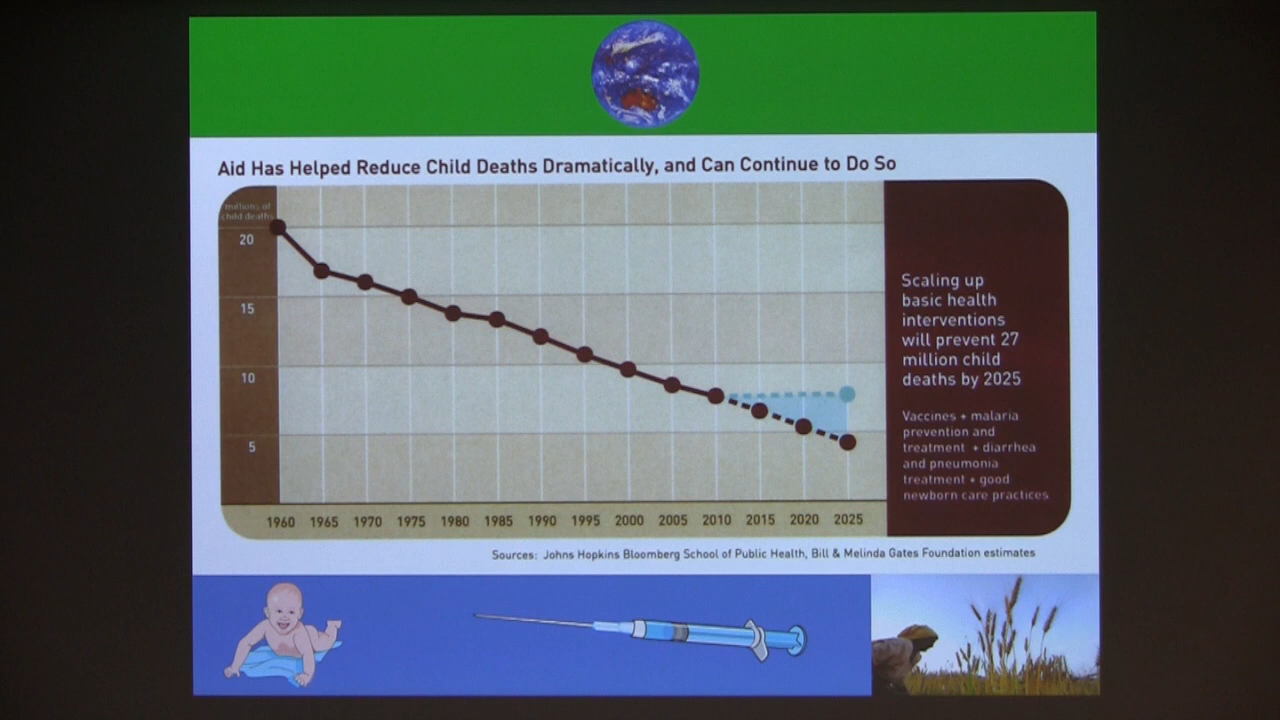 Aid Has Helped Reduce Child Deaths Dramatically, and Can Continue to Do So
millions of
child deaths
20
15
10
5
1960 1965 1970 1975 1980 1985 1990 1995 2000 2005 2010 2015 2020 2025
Scaling up
basic health
interventions
will prevent 27
million child
deaths by 2025
Vaccines + malaria
prevention and
treatment + diarrhea
and pneumonia
treatment + good
newborn care practices
Sources: Johns Hopkins Bloomberg School of Public Health, Bill & Melinda Gates Foundation estimates